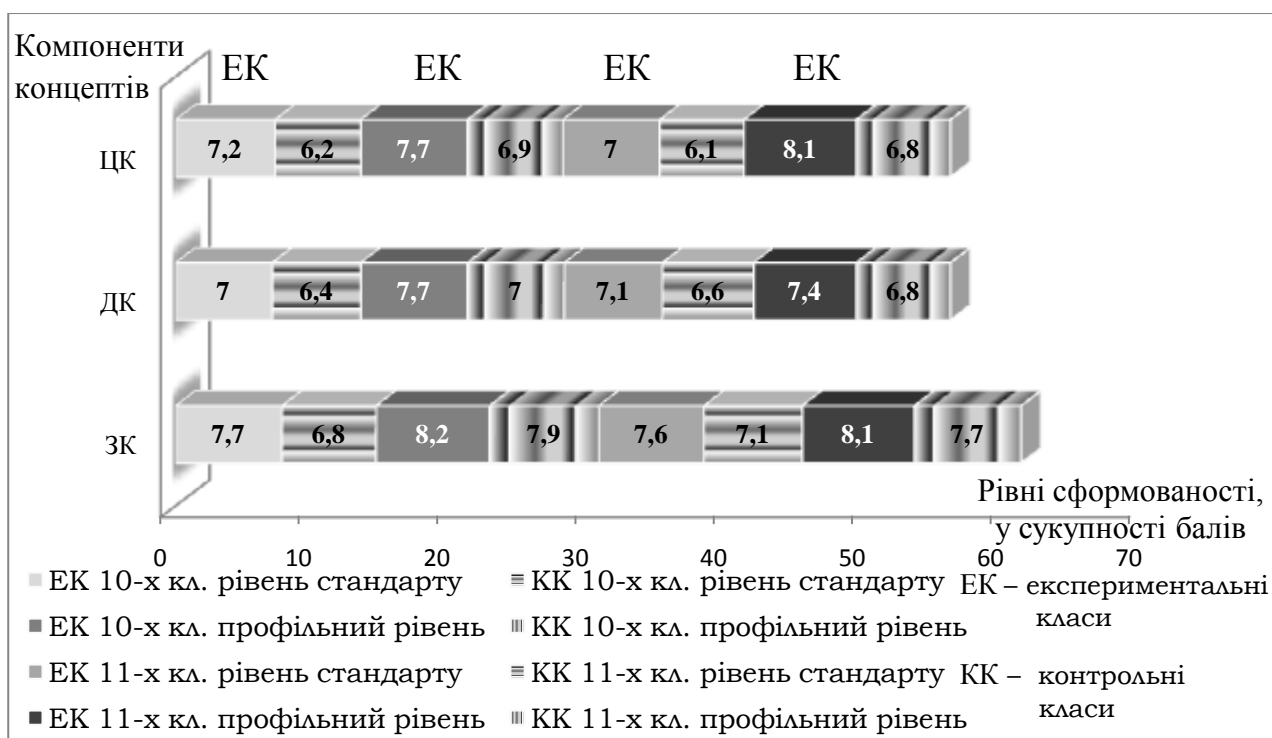 Компоненти
концептів
ЕК ЕК ЕК ЕК
ЦК 7,2 6,2 7,7 6,9 7 6,1 8,1 6,8
ДК 7 6,4 7,7 7 7,1 6,6 7,4 6,8
ЗК 7,7 6,8 8,2 7,9 7,6 7,1 8,1 7,7
Рівні сформованості,
у сукупності балів
0 10 20 30 40 50 60 70
ЕК 10-х кл. рівень стандарту
КК 10-х кл. рівень стандарту
ЕК 10-х кл. профільний рівень
КК 10-х кл. профільний рівень
ЕК 11-х кл. рівень стандарту
КК 11-х кл. рівень стандарту
ЕК 11-х кл. профільний рівень
КК 11-х кл. профільний рівень
ЕК – експериментальні
класи
КК – контрольні
класи